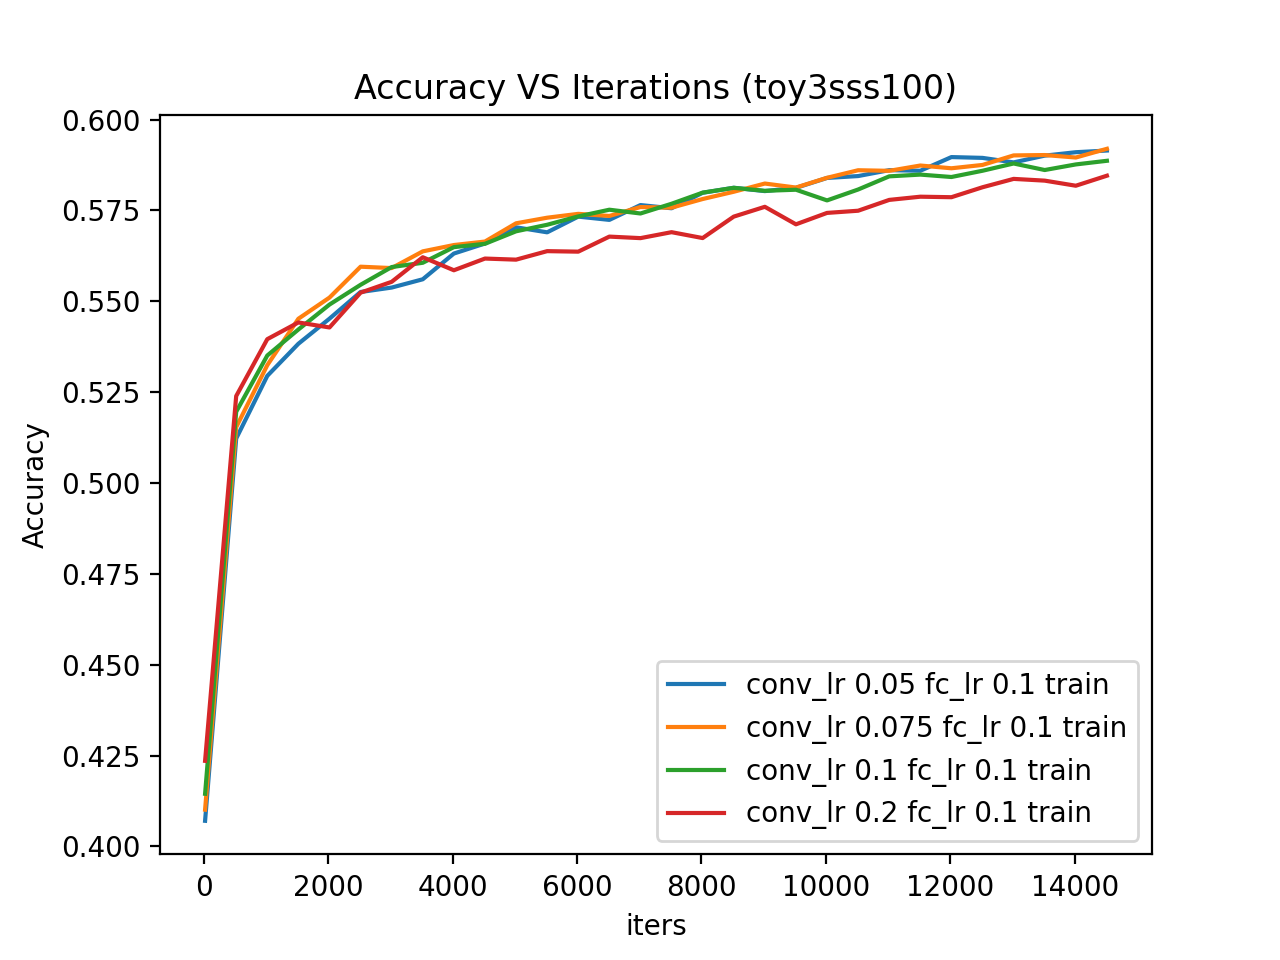 Accuracy VS Iterations (toy3sss100)
0.600
0.575
0.550
0.525
0.500
0.475
0.450
0.425
0.400
Accuracy
conv_lr 0.05 fc_lr 0.1 train
conv_lr 0.075 fc_lr 0.1 train
conv_lr 0.1 fc_lr 0.1 train
conv_lr 0.2 fc_lr 0.1 train
0 2000 4000 6000 8000 10000 12000 14000
iters